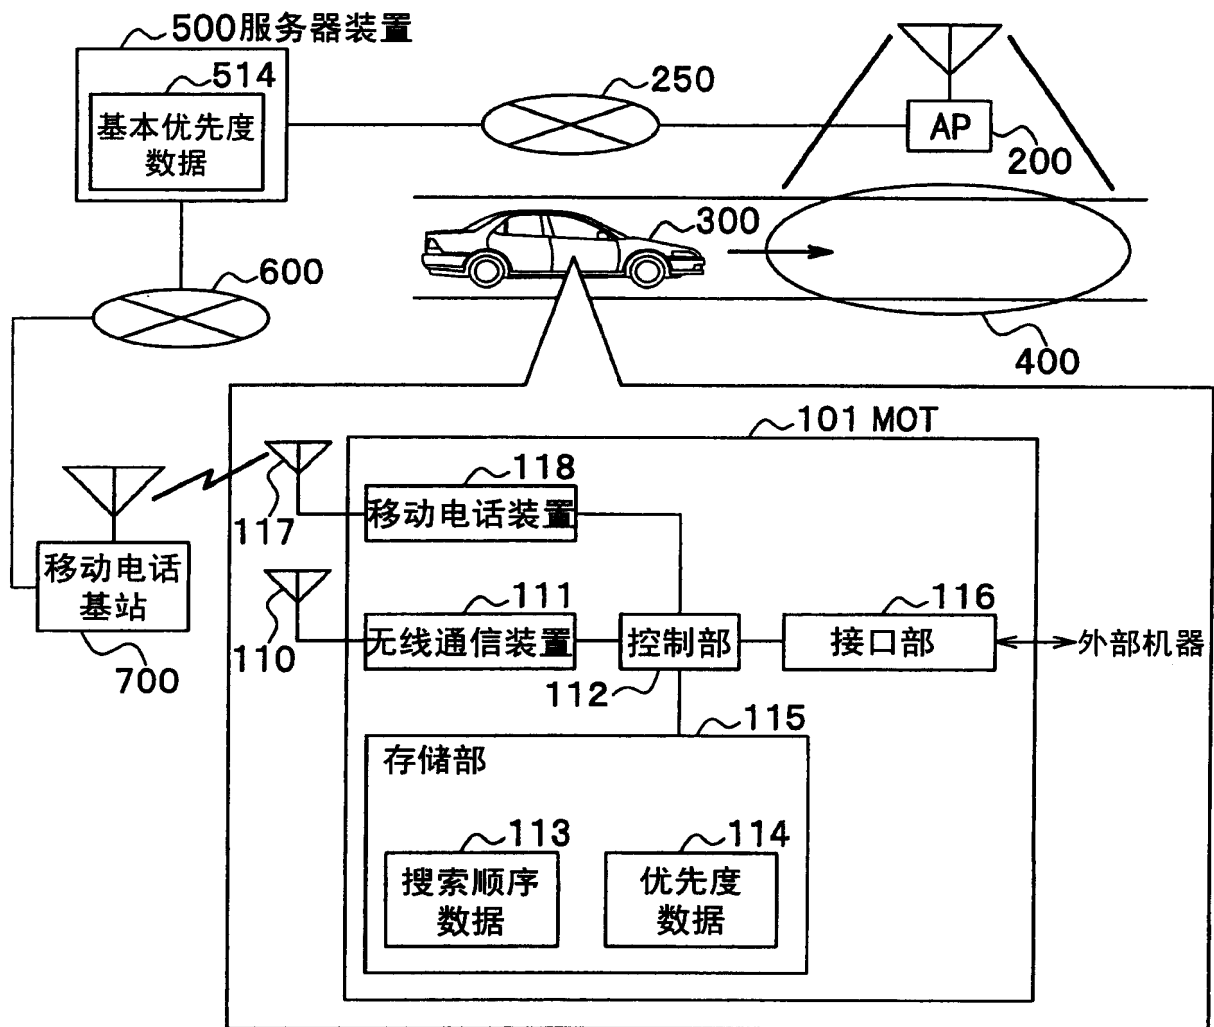 500服务器装置
514
基本优先度
数据
250
AP
200
300
600
400
101 MOT
118
移动电话装置
117
移动电话
基站
700
111
无线通信装置
110
控制部
112
116
接口部
外部机器
115
存储部
113
搜索顺序
数据
114
优先度
数据